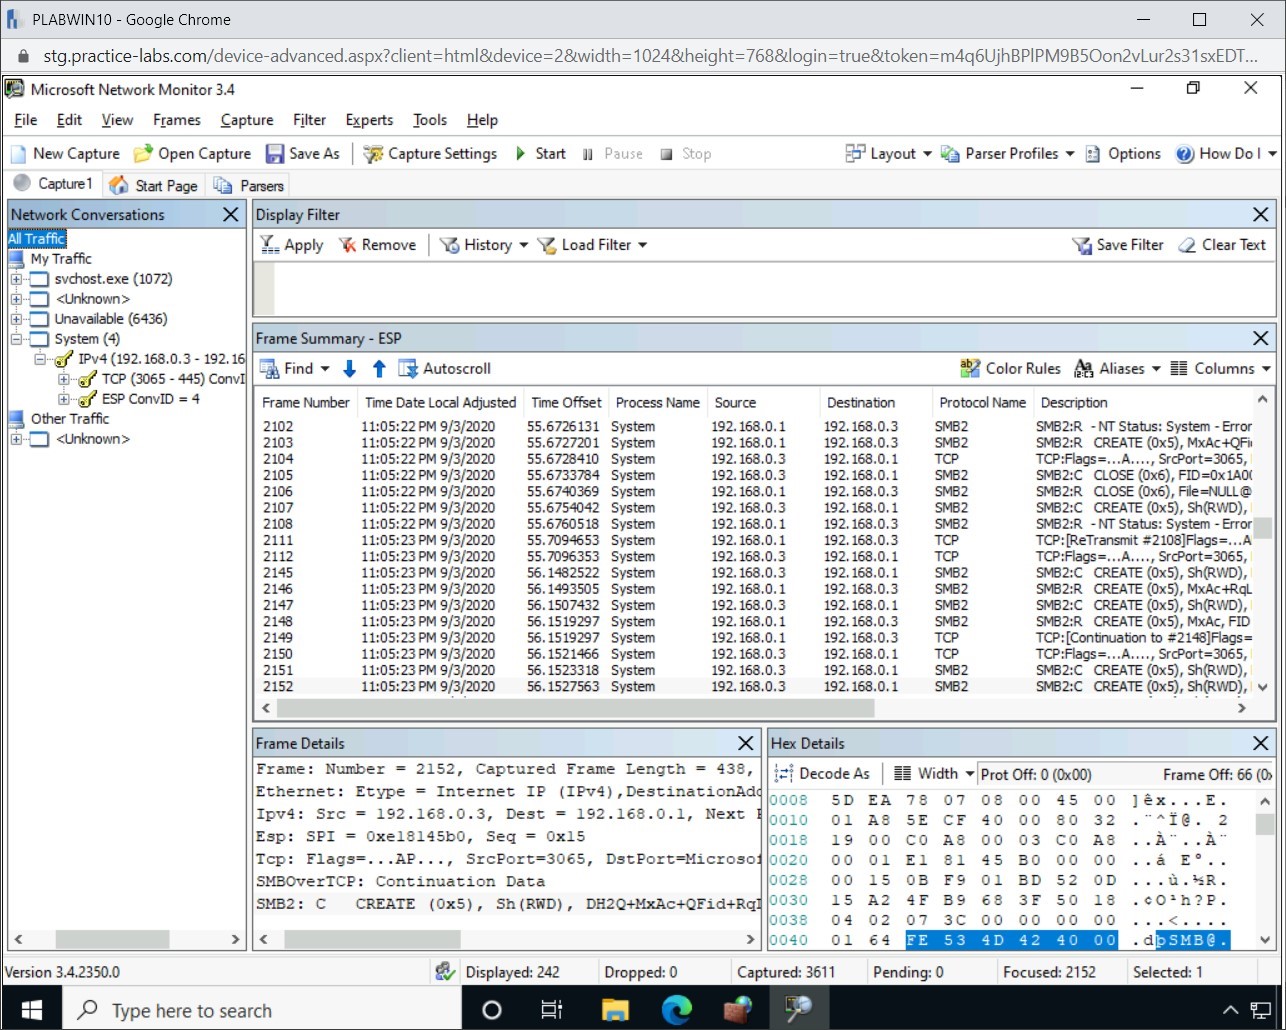 PLABWIN10 - Google Chrome
stg.practice-labs.com/device-advanced.aspx?client=html&device=2&width=1024&height=768&login=true&token=m4q6UjhBPlPM9B5Oon2vLur2s31sxEDT...
Microsoft Network Monitor 3.4
File Edit View Frames Capture Filter Experts Tools Help
New Capture Open Capture Save As Capture Settings Start Pause Stop Layout Parser Profiles Options How Do I
Capture1 Start Page Parsers
Network Conversations
All Traffic
My Traffic
svchost.exe (1072)
<Unknown>
Unavailable (6436)
System (4)
IPv4 (192.168.0.3 - 192.16
TCP (3065 - 445) ConvI
ESP ConvID = 4
Other Traffic
<Unknown>
Display Filter
Apply Remove History Load Filter Save Filter Clear Text
Frame Summary - ESP
Find Autoscroll Color Rules Aliases Columns
Frame Number Time Date Local Adjusted Time Offset Process Name Source Destination Protocol Name Description
2102 11:05:22 PM 9/3/2020 55.6726131 System 192.168.0.1 192.168.0.3 SMB2 SMB2:R - NT Status: System - Error
2103 11:05:22 PM 9/3/2020 55.6727201 System 192.168.0.1 192.168.0.3 SMB2 SMB2:R CREATE (0x5), MxAc+QFi
2104 11:05:22 PM 9/3/2020 55.6728410 System 192.168.0.3 192.168.0.1 TCP TCP:Flags=...A...., SrcPort=3065,
2105 11:05:22 PM 9/3/2020 55.6733784 System 192.168.0.3 192.168.0.1 SMB2 SMB2:C CLOSE (0x6), FID=0x1A00
2106 11:05:22 PM 9/3/2020 55.6740369 System 192.168.0.1 192.168.0.3 SMB2 SMB2:R CLOSE (0x6), File=NULL@
2107 11:05:22 PM 9/3/2020 55.6754042 System 192.168.0.3 192.168.0.1 SMB2 SMB2:C CREATE (0x5), Sh(RWD),
2108 11:05:22 PM 9/3/2020 55.6760518 System 192.168.0.1 192.168.0.3 SMB2 SMB2:R - NT Status: System - Error
2111 11:05:23 PM 9/3/2020 55.7094653 System 192.168.0.1 192.168.0.3 TCP TCP:[ReTransmit #2108]Flags=...A
2112 11:05:23 PM 9/3/2020 55.7096353 System 192.168.0.3 192.168.0.1 TCP TCP:Flags=...A...., SrcPort=3065,
2145 11:05:23 PM 9/3/2020 56.1482522 System 192.168.0.3 192.168.0.1 SMB2 SMB2:C CREATE (0x5), Sh(RWD),
2146 11:05:23 PM 9/3/2020 56.1493505 System 192.168.0.1 192.168.0.3 SMB2 SMB2:R CREATE (0x5), MxAc+RqL
2147 11:05:23 PM 9/3/2020 56.1507432 System 192.168.0.3 192.168.0.1 SMB2 SMB2:C CREATE (0x5), Sh(RWD),
2148 11:05:23 PM 9/3/2020 56.1519297 System 192.168.0.1 192.168.0.3 SMB2 SMB2:R CREATE (0x5), MxAc, FID
2149 11:05:23 PM 9/3/2020 56.1519297 System 192.168.0.1 192.168.0.3 TCP TCP:[Continuation to #2148]Flags=
2150 11:05:23 PM 9/3/2020 56.1521466 System 192.168.0.3 192.168.0.1 TCP TCP:Flags=...A...., SrcPort=3065,
2151 11:05:23 PM 9/3/2020 56.1523318 System 192.168.0.3 192.168.0.1 SMB2 SMB2:C CREATE (0x5), Sh(RWD),
2152 11:05:23 PM 9/3/2020 56.1527563 System 192.168.0.3 192.168.0.1 SMB2 SMB2:C CREATE (0x5), Sh(RWD),
Frame Details
Frame: Number = 2152, Captured Frame Length = 438,
Ethernet: Etype = Internet IP (IPv4),DestinationAdd
Ipv4: Src = 192.168.0.3, Dest = 192.168.0.1, Next P
Esp: SPI = 0xe18145b0, Seq = 0x15
Tcp: Flags=...AP..., SrcPort=3065, DstPort=Microsof
SMBOverTCP: Continuation Data
SMB2: C CREATE (0x5), Sh(RWD), DH2Q+MxAc+QFid+RqL
Hex Details
Decode As Width Prot Off: 0 (0x00) Frame Off: 66 (0x
0008 5D EA 78 07 08 00 45 00 ]êx...E.
0010 01 A8 5E CF 40 00 80 32 .¨^Ï@. 2
0018 19 00 C0 A8 00 03 C0 A8 ..À¨..À¨
0020 00 01 E1 81 45 B0 00 00 ..á E°..
0028 00 15 0B F9 01 BD 52 0D ...ù.½R.
0030 15 A2 4F B9 68 3F 50 18 .¢O¹h?P.
0038 04 02 07 3C 00 00 00 00 ...<....
0040 01 64 FE 53 4D 42 40 00 .dþSMB@.
Version 3.4.2350.0 Displayed: 242 Dropped: 0 Captured: 3611 Pending: 0 Focused: 2152 Selected: 1
Type here to search